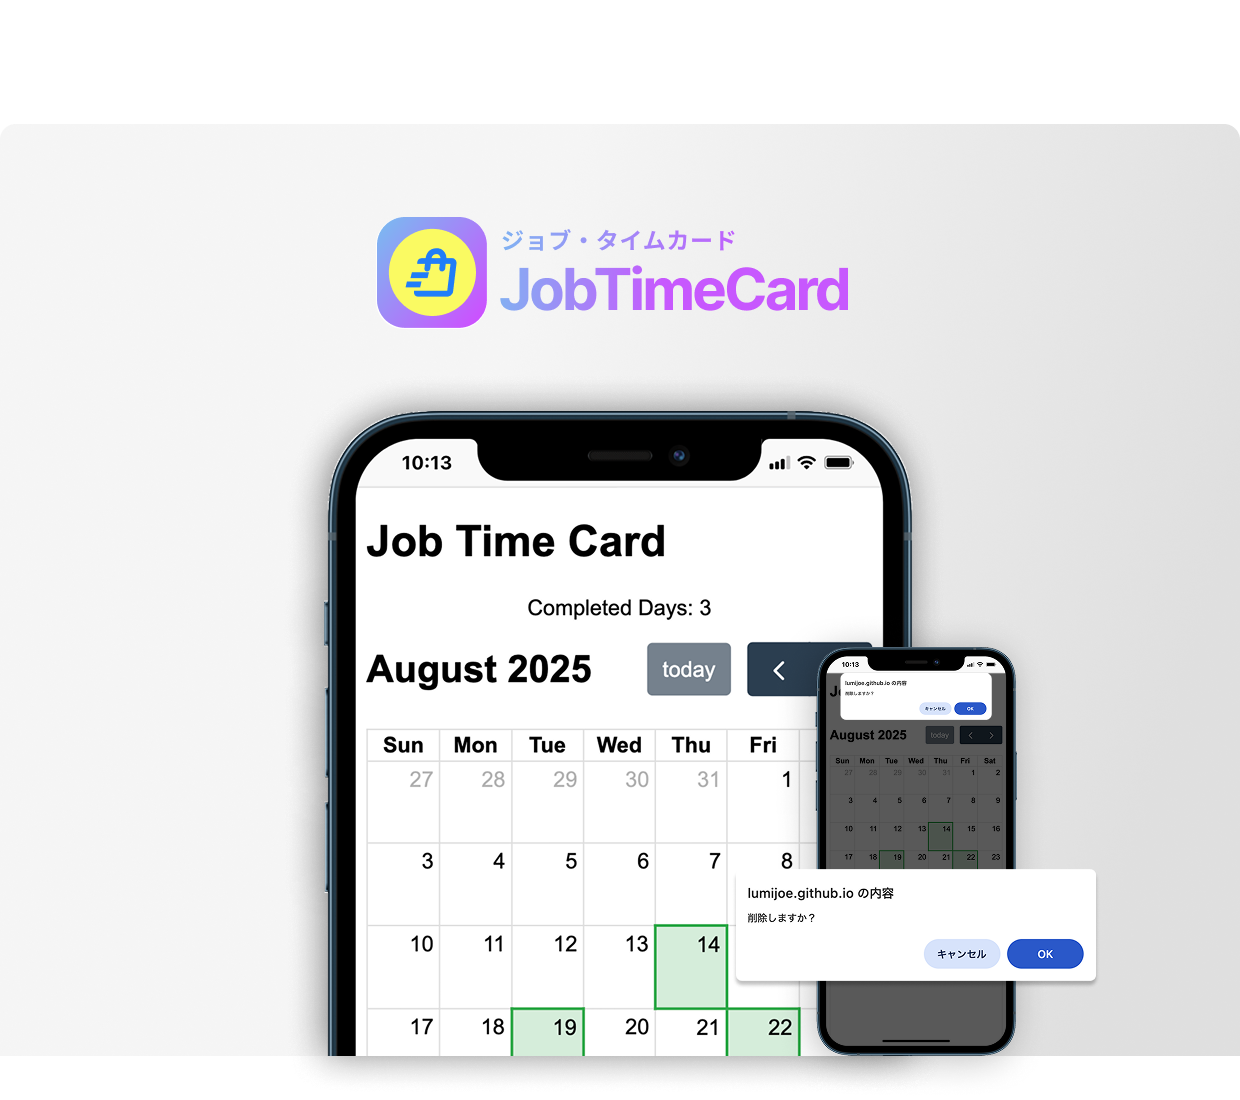 ジョブ・タイムカード
JobTimeCard
10:13
Job Time Card
Completed Days: 3
August 2025
today
Sun Mon Tue Wed Thu Fri
27 28 29 30 31 1
3 4 5 6 7 8
10 11 12 13 14
17 18 19 20 21 22
10:13
lumijoe.github.io の内容
削除しますか？
キャンセル OK
J
August 2025
today
Sun Mon Tue Wed Thu Fri Sat
27 28 29 30 31 1 2
3 4 5 6 7 8 9
10 11 12 13 14 15 16
17 18 19 20 21 22 23
lumijoe.github.io の内容
削除しますか？
キャンセル OK